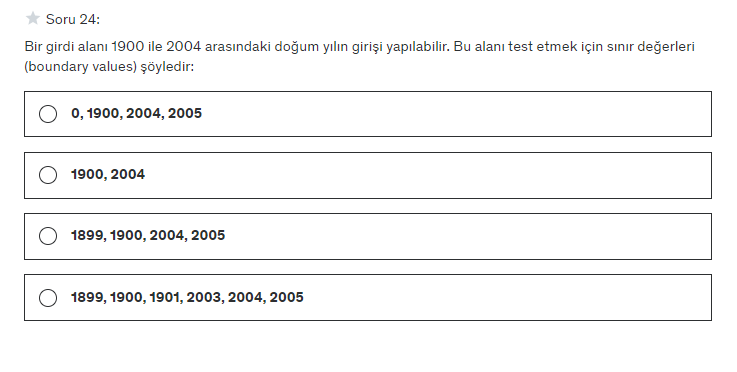 Soru 24:
Bir girdi alanı 1900 ile 2004 arasındaki doğum yılın girişi yapılabilir. Bu alanı test etmek için sınır değerleri
(boundary values) şöyledir:
0, 1900, 2004, 2005
1900, 2004
1899, 1900, 2004, 2005
1899, 1900, 1901, 2003, 2004, 2005